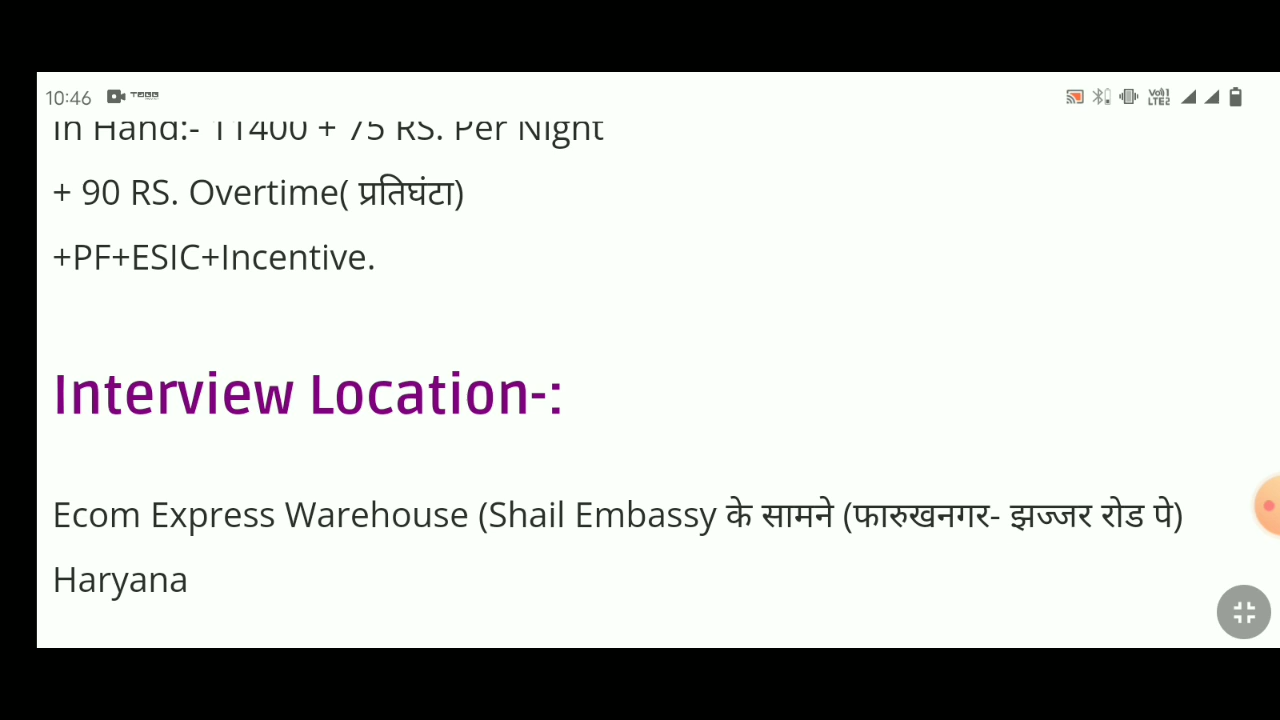 10:46
In Hand:- 11400 + 75 RS. Per Night
+ 90 RS. Overtime( प्रतिघंटा)
+PF+ESIC+Incentive.
Interview Location-:
Ecom Express Warehouse (Shail Embassy के सामने (फारुखनगर- झज्जर रोड पे)
Haryana